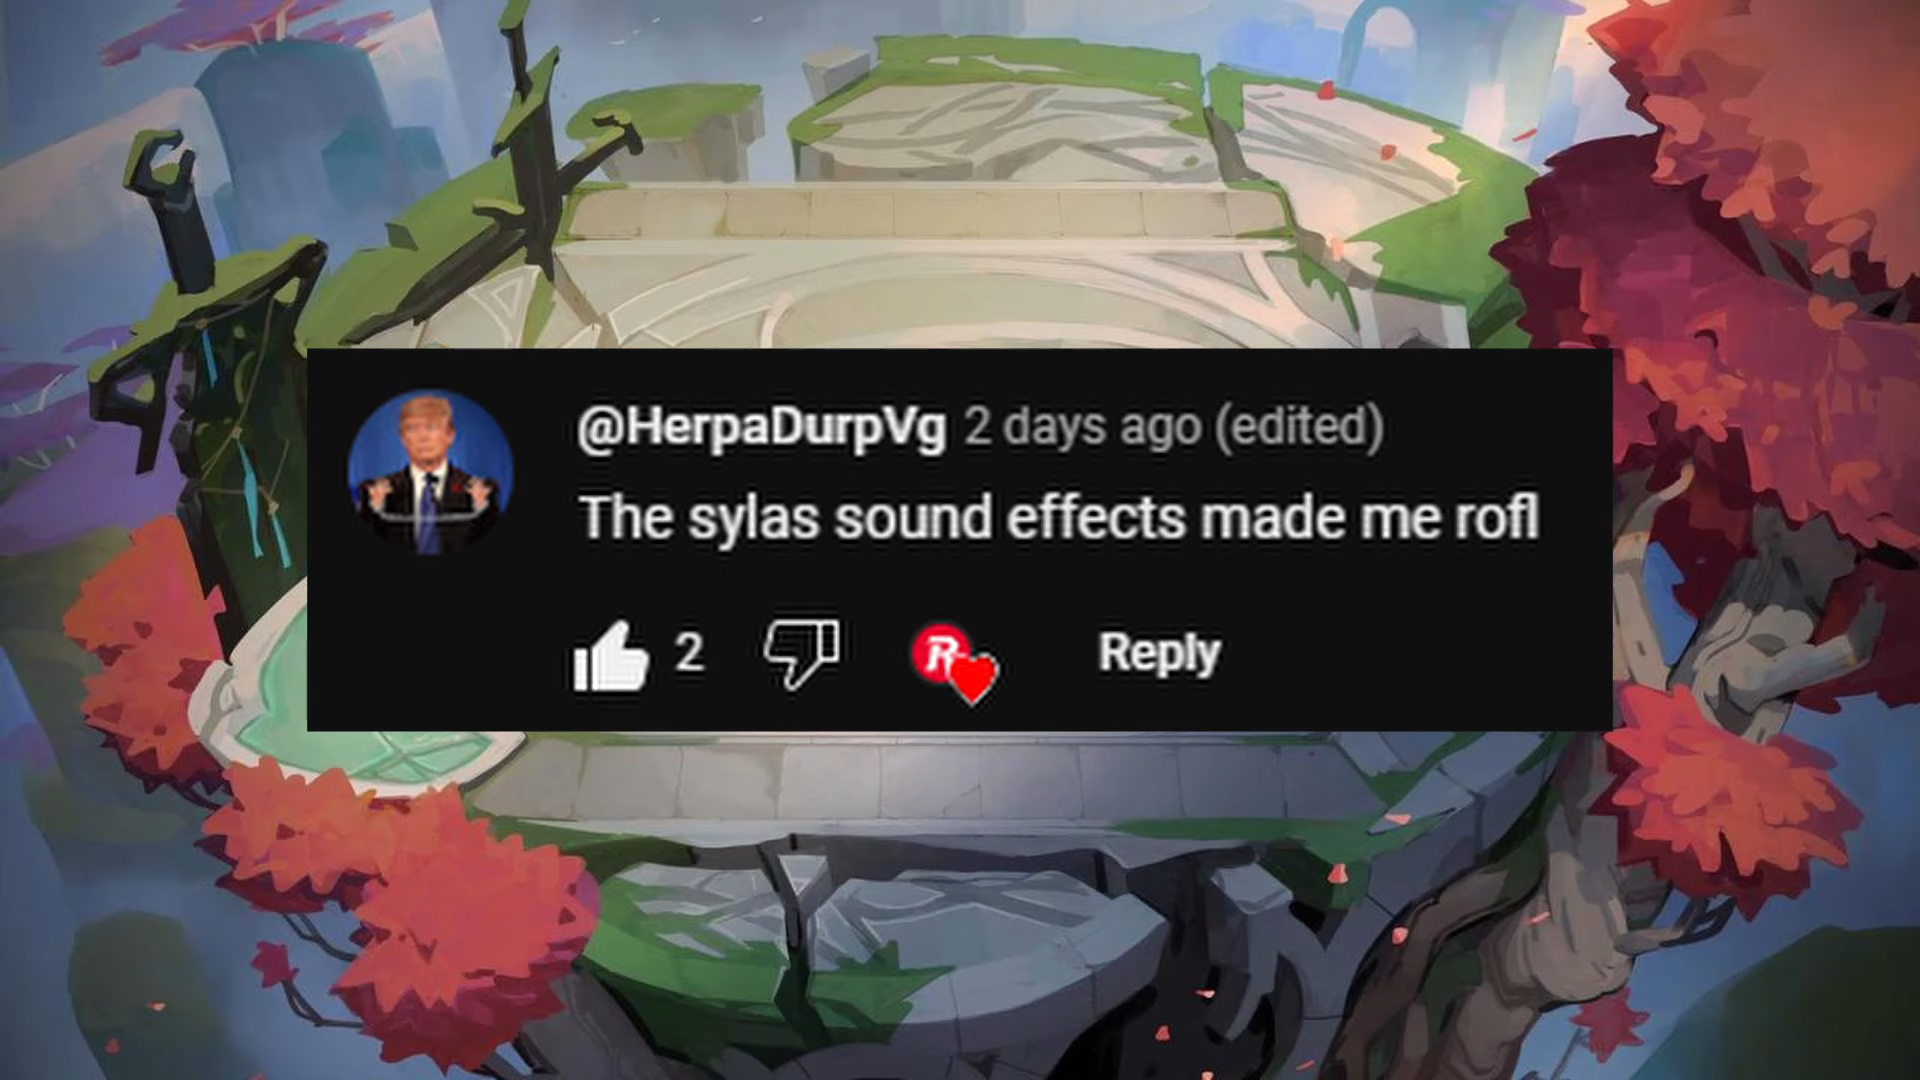 @HerpaDurpVg 2 days ago (edited)
The sylas sound effects made me rofl
2 R Reply